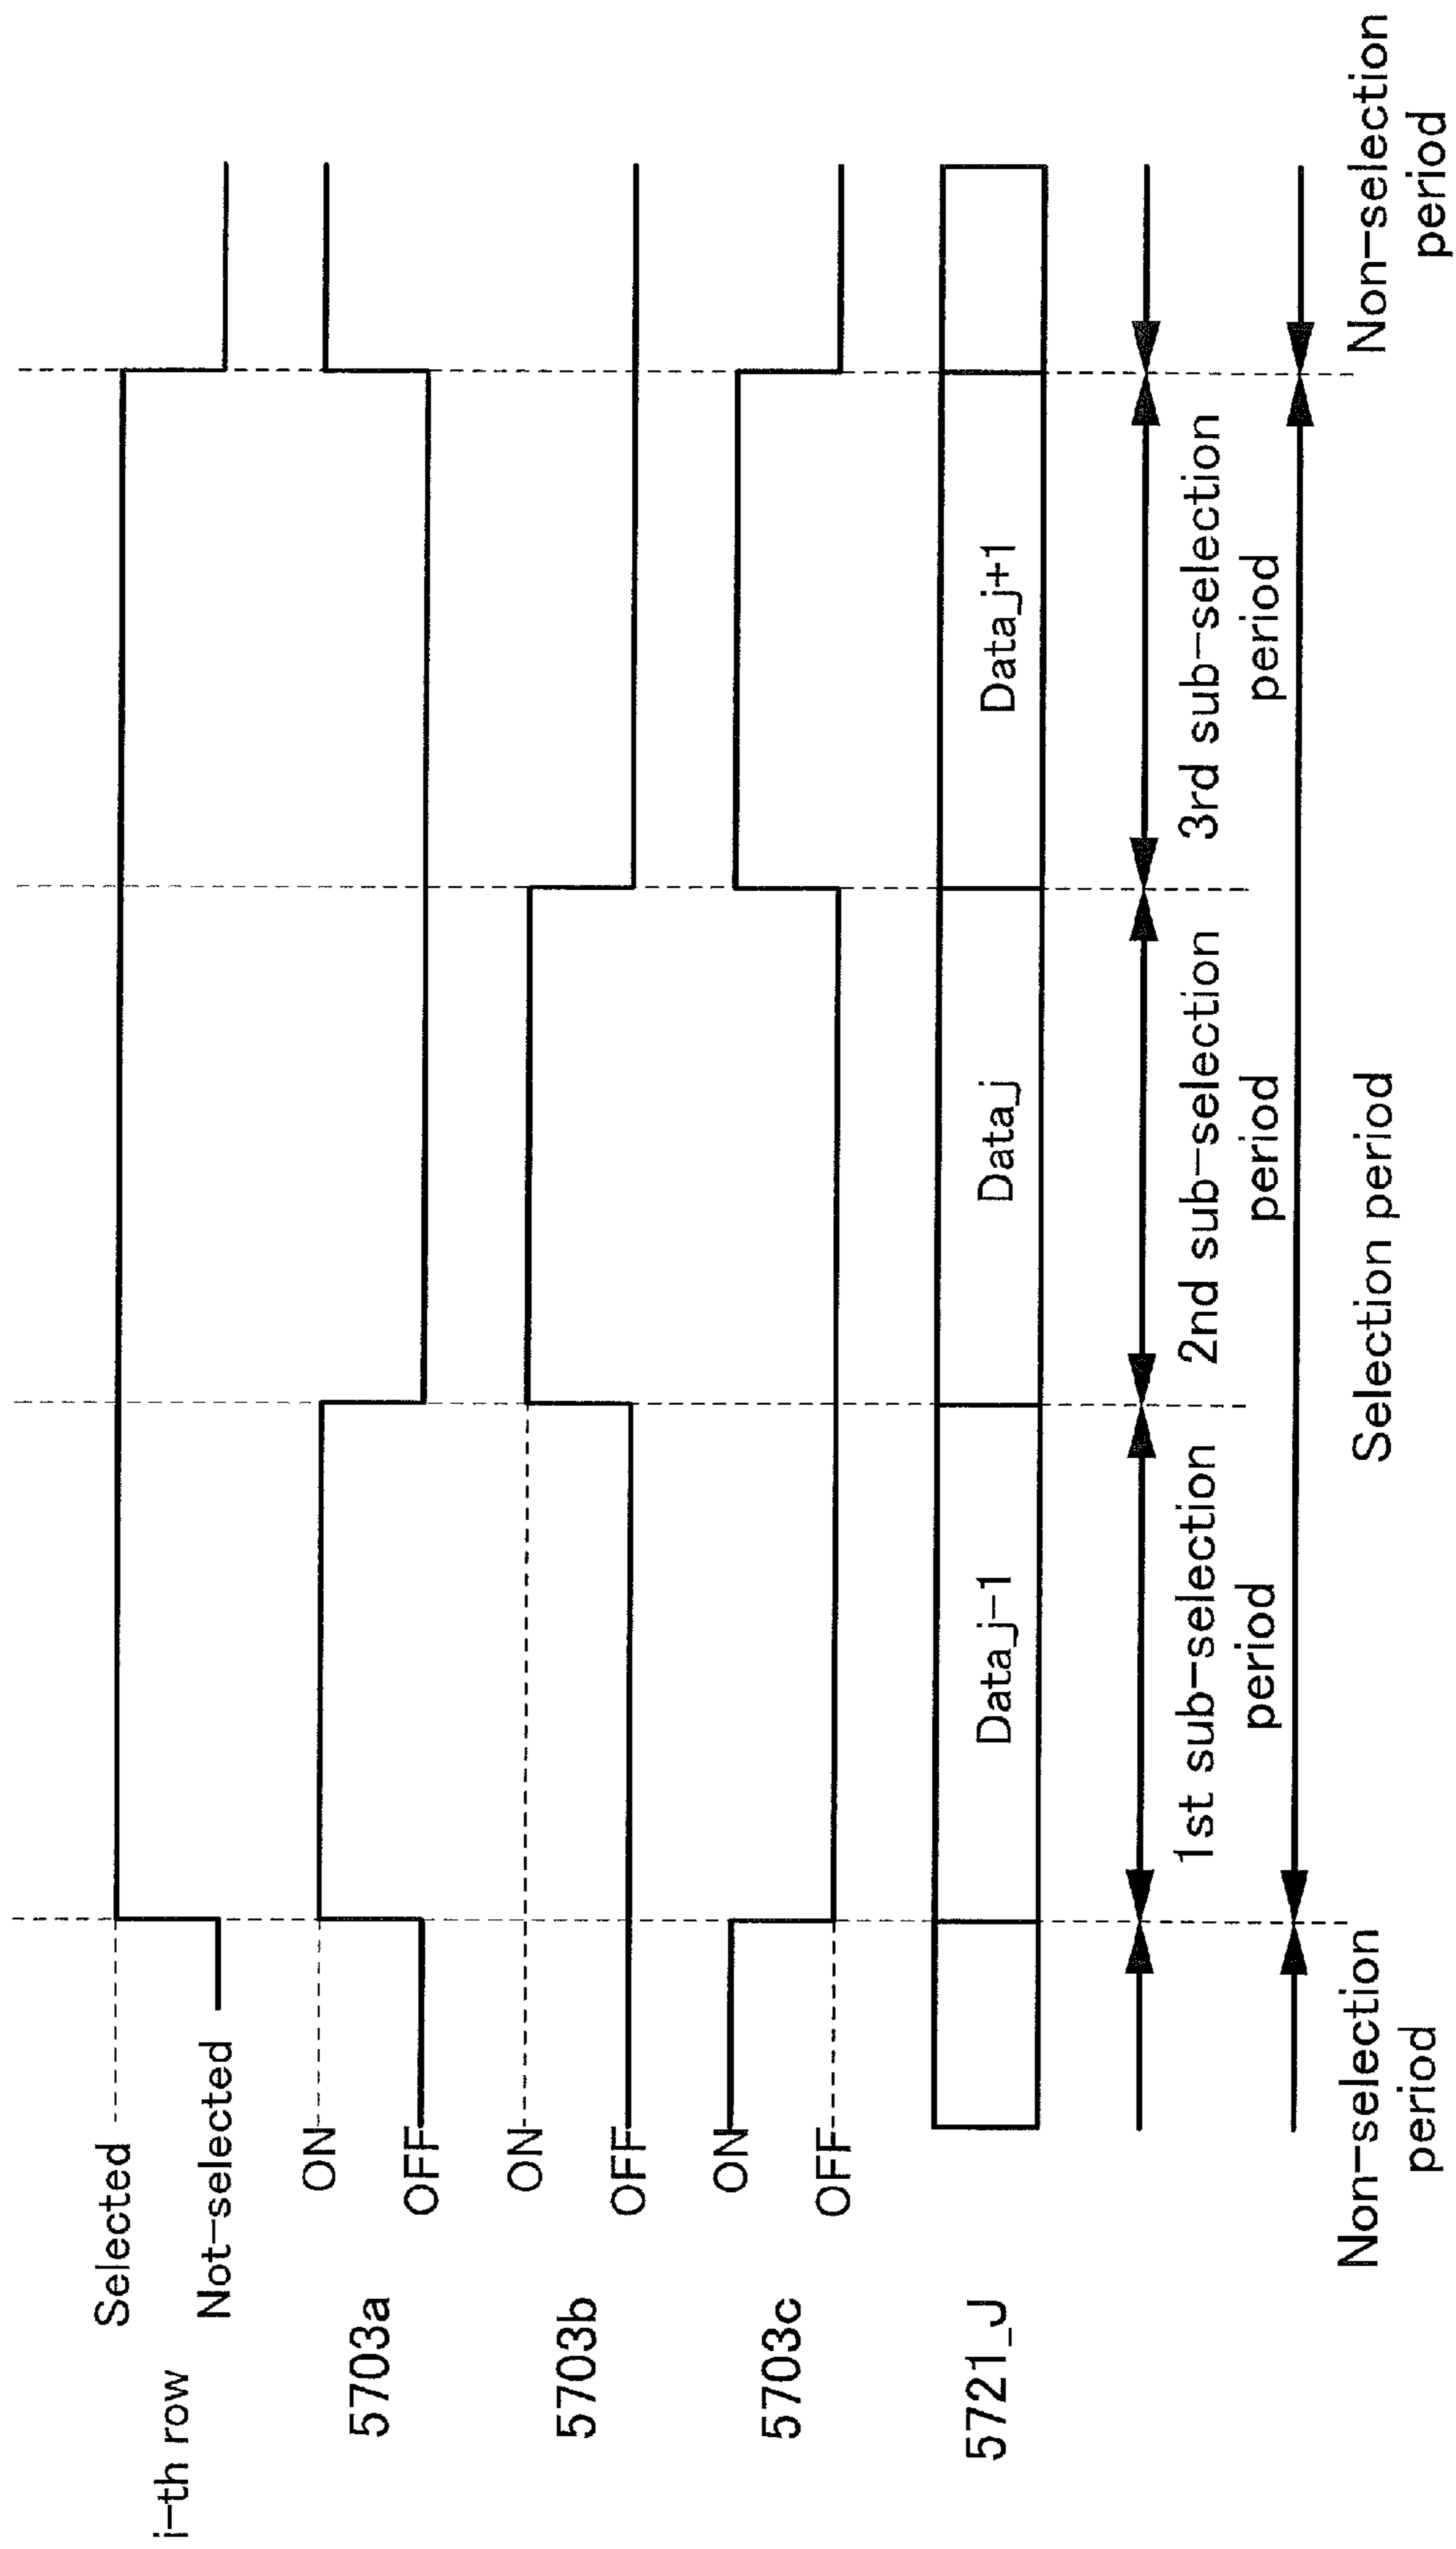 i-th row
Selected
Not-selected
5703a
ON
OFF
5703b
ON
OFF
5703c
ON
OFF
5721_J
Data_j-1
Data_j
Data_j+1
1st sub-selection
period
2nd sub-selection
period
3rd sub-selection
period
Non-selection
period
Selection period
Non-selection
period